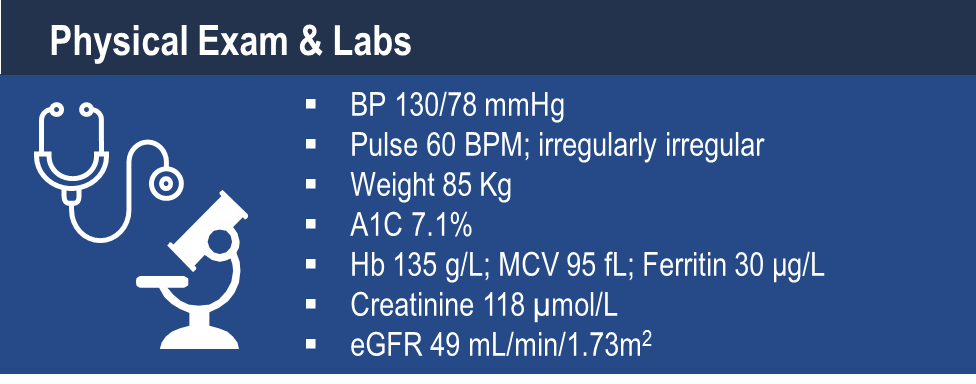 Physical Exam & Labs
▪ BP 130/78 mmHg
▪ Pulse 60 BPM; irregularly irregular
▪ Weight 85 Kg
▪ A1C 7.1%
▪ Hb 135 g/L; MCV 95 fL; Ferritin 30 µg/L
▪ Creatinine 118 µmol/L
▪ eGFR 49 mL/min/1.73m²